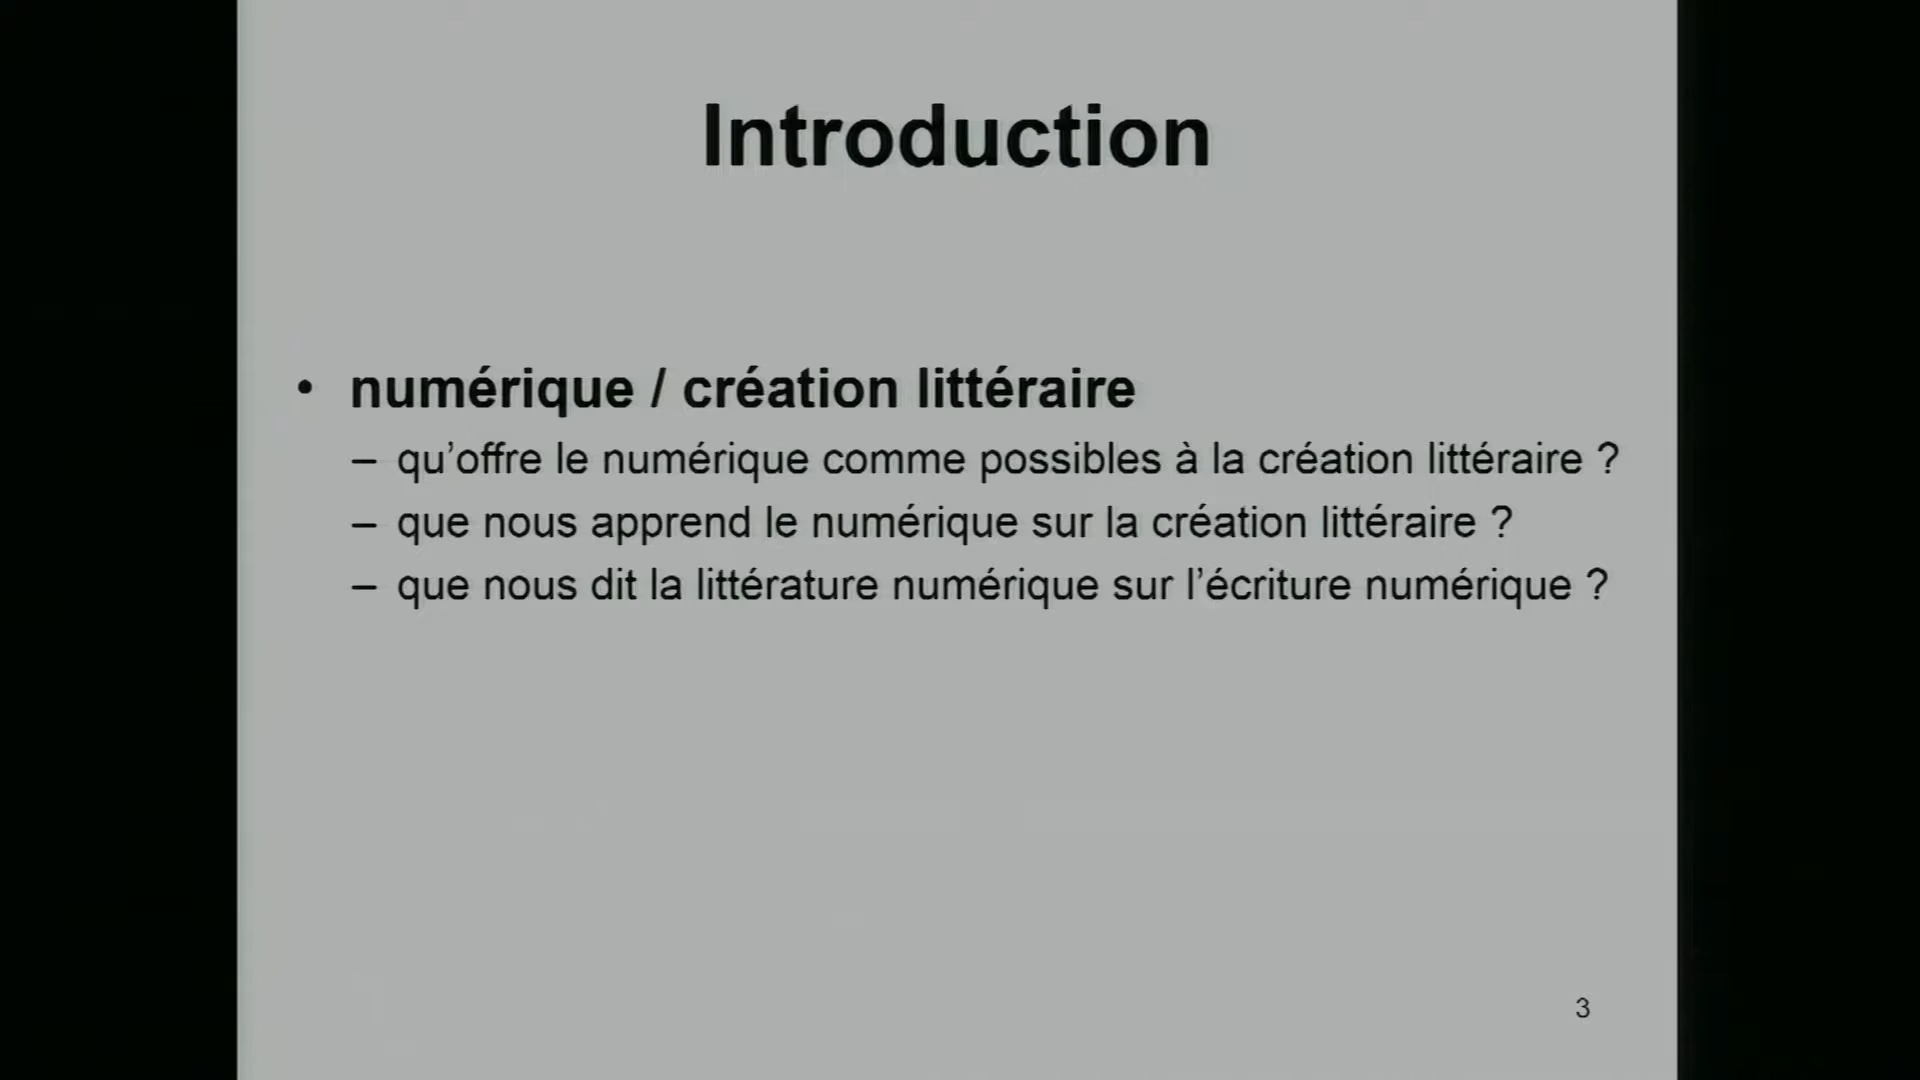 Introduction
• numérique / création littéraire
– qu’offre le numérique comme possibles à la création littéraire ?
– que nous apprend le numérique sur la création littéraire ?
– que nous dit la littérature numérique sur l’écriture numérique ?
3